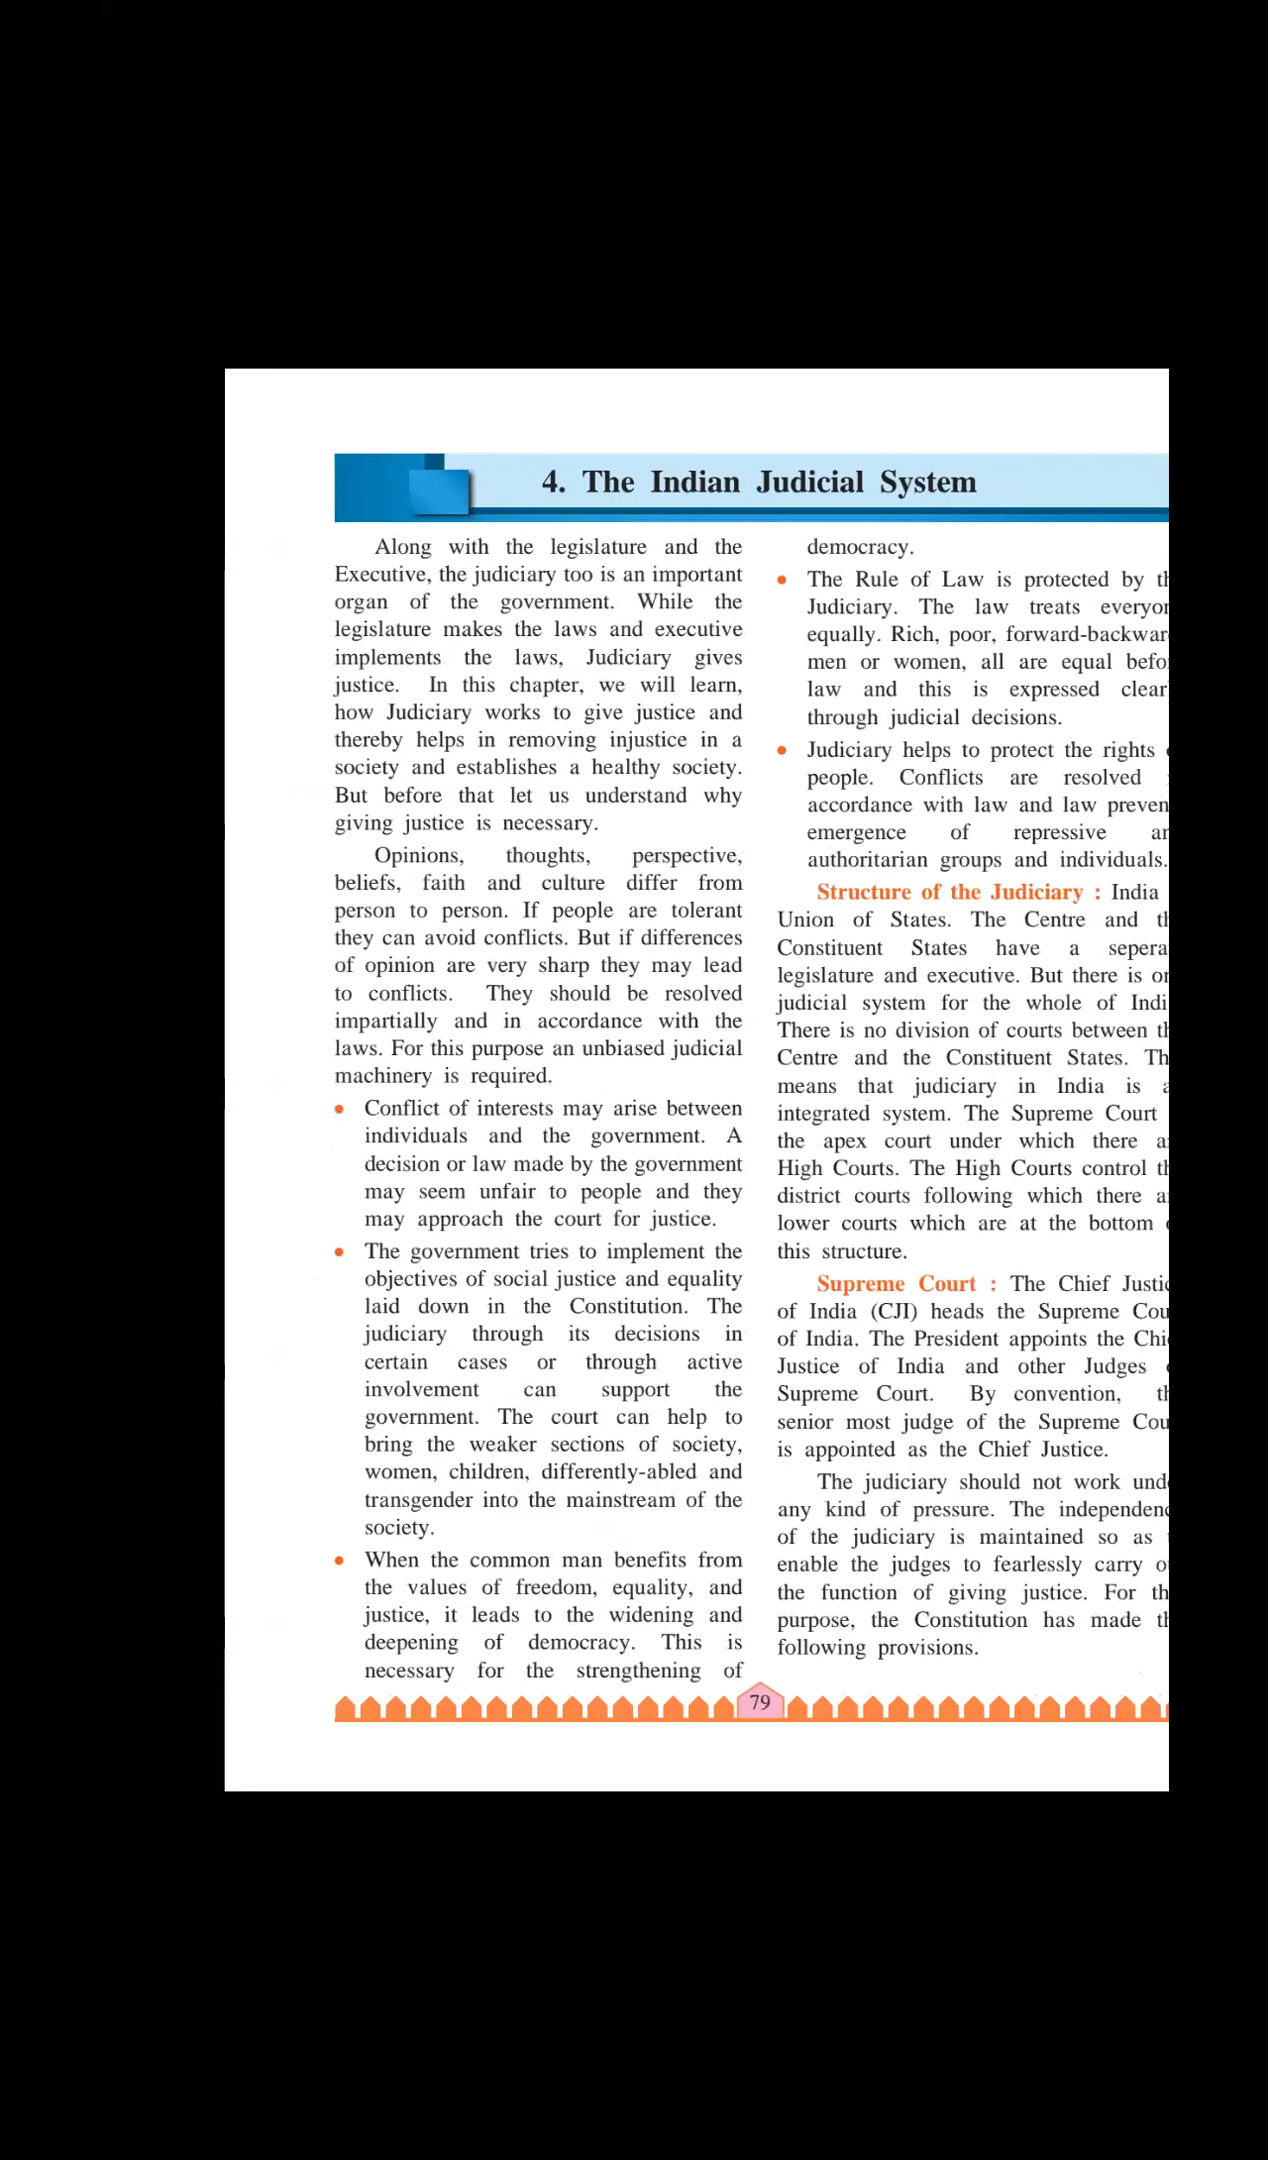 4. The Indian Judicial System
Along with the legislature and the
Executive, the judiciary too is an important
organ of the government. While the
legislature makes the laws and executive
implements the laws, Judiciary gives
justice. In this chapter, we will learn,
how Judiciary works to give justice and
thereby helps in removing injustice in a
society and establishes a healthy society.
But before that let us understand why
giving justice is necessary.
Opinions, thoughts, perspective,
beliefs, faith and culture differ from
person to person. If people are tolerant
they can avoid conflicts. But if differences
of opinion are very sharp they may lead
to conflicts. They should be resolved
impartially and in accordance with the
laws. For this purpose an unbiased judicial
machinery is required.
• Conflict of interests may arise between
individuals and the government. A
decision or law made by the government
may seem unfair to people and they
may approach the court for justice.
• The government tries to implement the
objectives of social justice and equality
laid down in the Constitution. The
judiciary through its decisions in
certain cases or through active
involvement can support the
government. The court can help to
bring the weaker sections of society,
women, children, differently-abled and
transgender into the mainstream of the
society.
• When the common man benefits from
the values of freedom, equality, and
justice, it leads to the widening and
deepening of democracy. This is
necessary for the strengthening of
democracy.
• The Rule of Law is protected by
Judiciary. The law treats
equally. Rich, poor,
men or women, all are equal
law and this is expressed
through judicial decisions.
• Judiciary helps to protect the rights
people. Conflicts are resolved
accordance with law and law
emergence of repressive
authoritarian groups and individuals.
Structure of the Judiciary : India
Union of States. The Centre and
Constituent States have a
legislature and executive. But there is
judicial system for the whole of
There is no division of courts between
Centre and the Constituent States.
means that judiciary in India is
integrated system. The Supreme Court
the apex court under which there
High Courts. The High Courts control
district courts following which there
lower courts which are at the bottom
this structure.
Supreme Court : The Chief
of India (CJI) heads the Supreme
of India. The President appoints the
Justice of India and other Judges
Supreme Court. By convention,
senior most judge of the Supreme
is appointed as the Chief Justice.
The judiciary should not work
any kind of pressure. The
of the judiciary is maintained so as
enable the judges to fearlessly carry
the function of giving justice. For
purpose, the Constitution has made
following provisions.
79